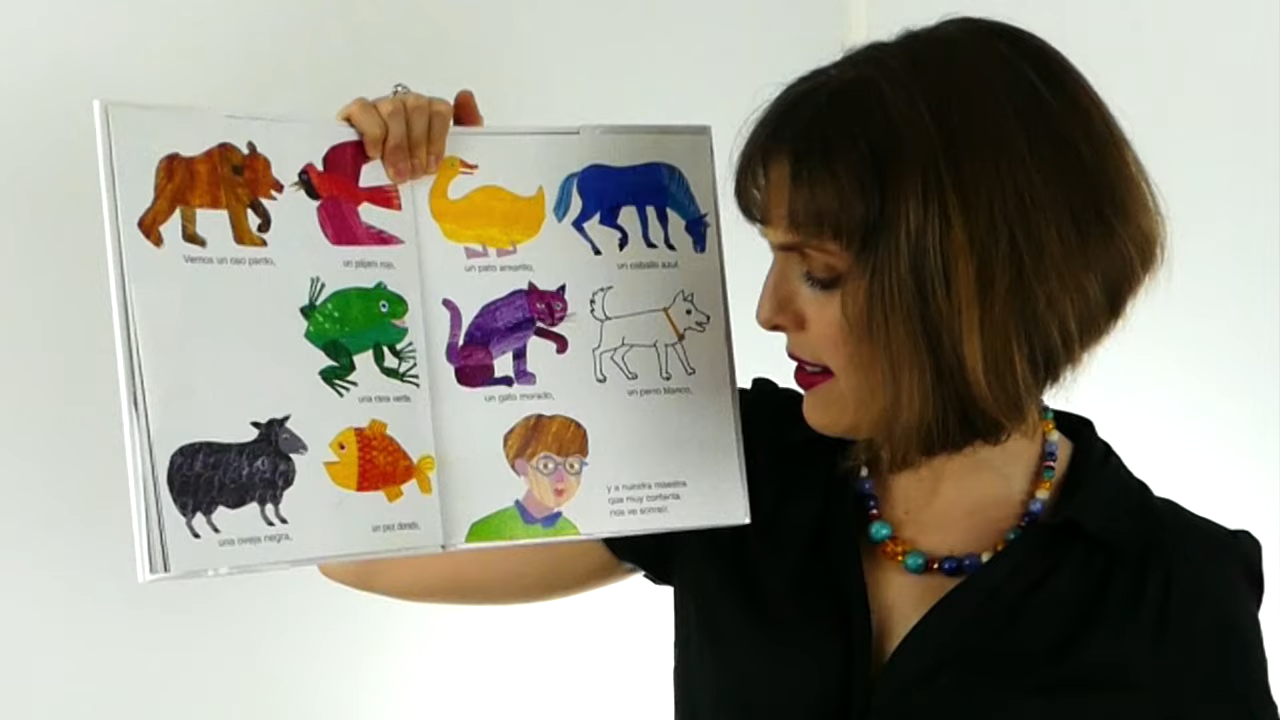 Vemos un oso pardo,
un pájaro rojo,
un pato amarillo,
un caballo azul,
una rana verde,
un gato morado,
un perro blanco,
una oveja negra,
un pez dorado,
y a nuestra maestra
que muy contenta
nos ve sonreír.